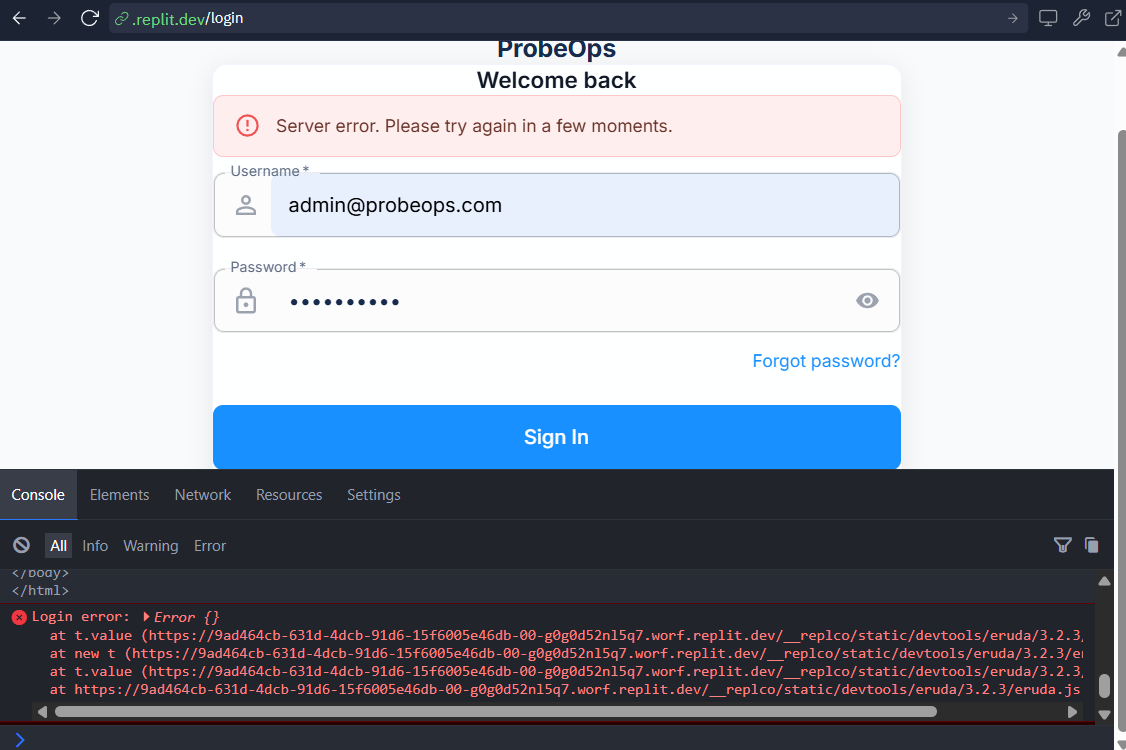 .replit.dev/login
ProbeOps
Welcome back
Server error. Please try again in a few moments.
Username *
admin@probeops.com
Password *
••••••••••
Forgot password?
Sign In
Console Elements Network Resources Settings
All Info Warning Error
</body>
</html>
Login error: Error {}
at t.value (https://9ad464cb-631d-4dcb-91d6-15f6005e46db-00-g0g0d52nl5q7.worf.replit.dev/__replco/static/devtools/eruda/3.2.3,
at new t (https://9ad464cb-631d-4dcb-91d6-15f6005e46db-00-g0g0d52nl5q7.worf.replit.dev/__replco/static/devtools/eruda/3.2.3/er
at t.value (https://9ad464cb-631d-4dcb-91d6-15f6005e46db-00-g0g0d52nl5q7.worf.replit.dev/__replco/static/devtools/eruda/3.2.3,
at https://9ad464cb-631d-4dcb-91d6-15f6005e46db-00-g0g0d52nl5q7.worf.replit.dev/__replco/static/devtools/eruda/3.2.3/eruda.js